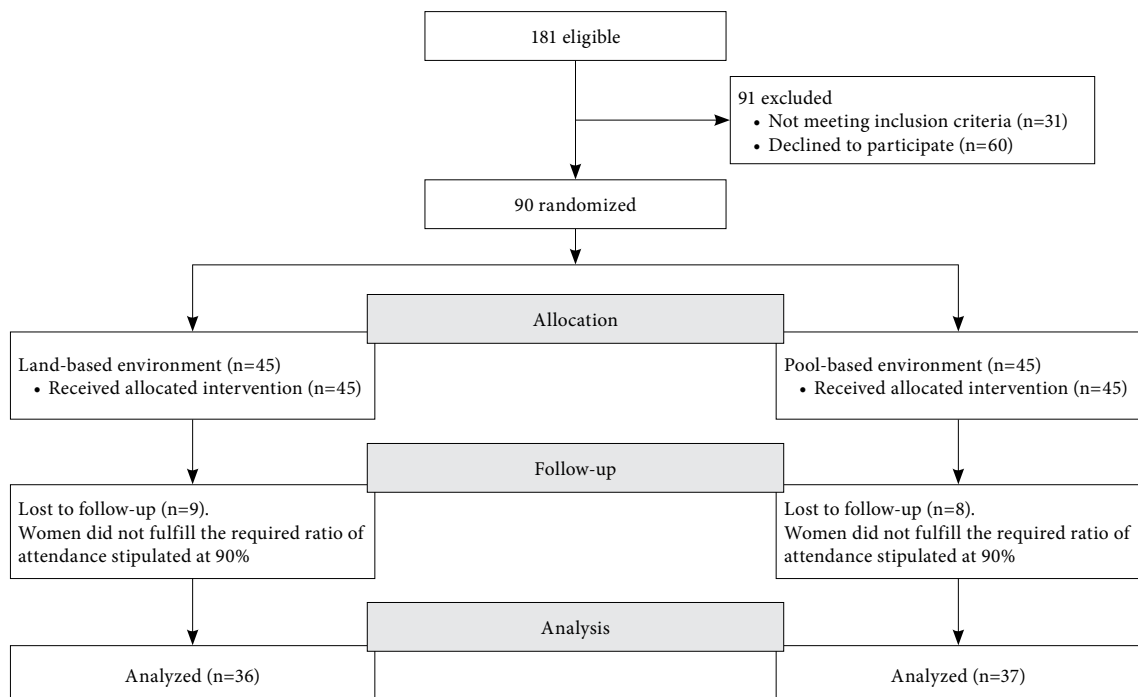 181 eligible
91 excluded
• Not meeting inclusion criteria (n=31)
• Declined to participate (n=60)
90 randomized
Allocation
Land-based environment (n=45)
• Received allocated intervention (n=45)
Pool-based environment (n=45)
• Received allocated intervention (n=45)
Follow-up
Lost to follow-up (n=9).
Women did not fulfill the required ratio of
attendance stipulated at 90%
Lost to follow-up (n=8).
Women did not fulfill the required ratio of
attendance stipulated at 90%
Analysis
Analyzed (n=36)
Analyzed (n=37)